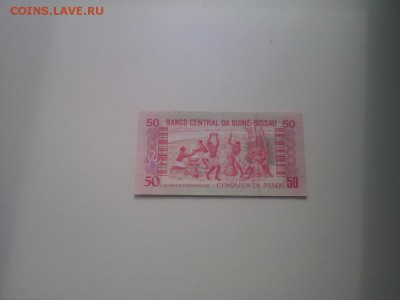 COINS.LAVE.RU
50 BANCO CENTRAL DA GUINÉ-BISSAU 50
50 CINQUENTA PESOS 50